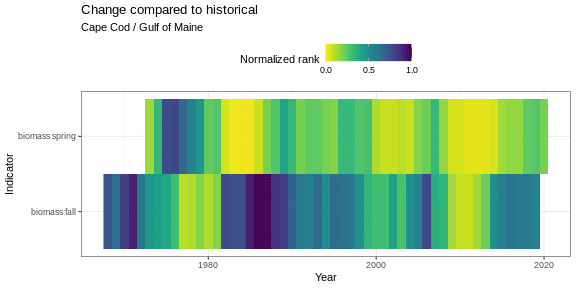 Change compared to historical
Cape Cod / Gulf of Maine
Normalized rank
0.0 0.5 1.0
biomass spring
biomass fall
Indicator
1980 2000 2020
Year